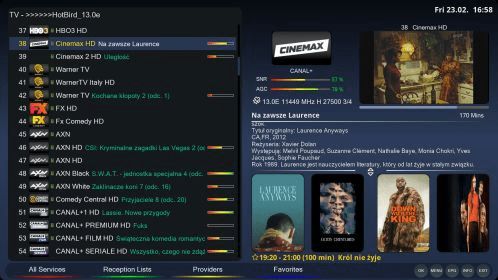 TV - >>>>>HotBird_13.0e
Fri 23.02. 16:58
37 HBO3 HD
38 Cinemax HD Na zawsze Laurence
39 Cinemax 2 HD Uległość
40 Warner TV
41 WarnerTV Italy HD
42 Warner TV Kochane kłopoty 2 (odc. 1)
43 FX HD
44 Fx Comedy HD
45 AXN
46 AXN HD CSI: Kryminalne zagadki Las Vegas 2 (o
47 AXN
48 AXN Black S.W.A.T. - jednostka specjalna 4 (odc
49 AXN White Zaklinacze koni 7 (odc. 16)
50 Comedy Central HD Przyjaciele 8 (odc. 20)
51 CANAL+1 HD Lassie. Nowe przygody
52 CANAL+ PREMIUM HD Fuks
53 CANAL+ FILM HD Świąteczna komedia romantyc
54 CANAL+ SERIALE HD Wszystko, czego nie zdąż
38 Cinemax HD
CINEMAX
CANAL+
SNR 87 %
AGC 78 %
13.0E 11449 MHz H 27500 3/4
Na zawsze Laurence 170 Mins
Tytuł oryginalny: Laurence Anyways
CA,FR, 2012
Reżyseria: Xavier Dolan
Występują: Melvil Poupaud, Suzanne Clément, Nathalie Baye, Monia Chokri, Yves
Jacques, Sophie Faucher
Rok 1989. Laurence jest nauczycielem literatury, który od lat żyje w stałym związku.
LAURENCE
ANYWAYS
DOWN
WITH THE
KING
19:20 - 21:00 (100 min) Król nie żyje
All Services
Reception Lists
Providers
Favorites
OK
MENU
EPG
INFO
EXIT